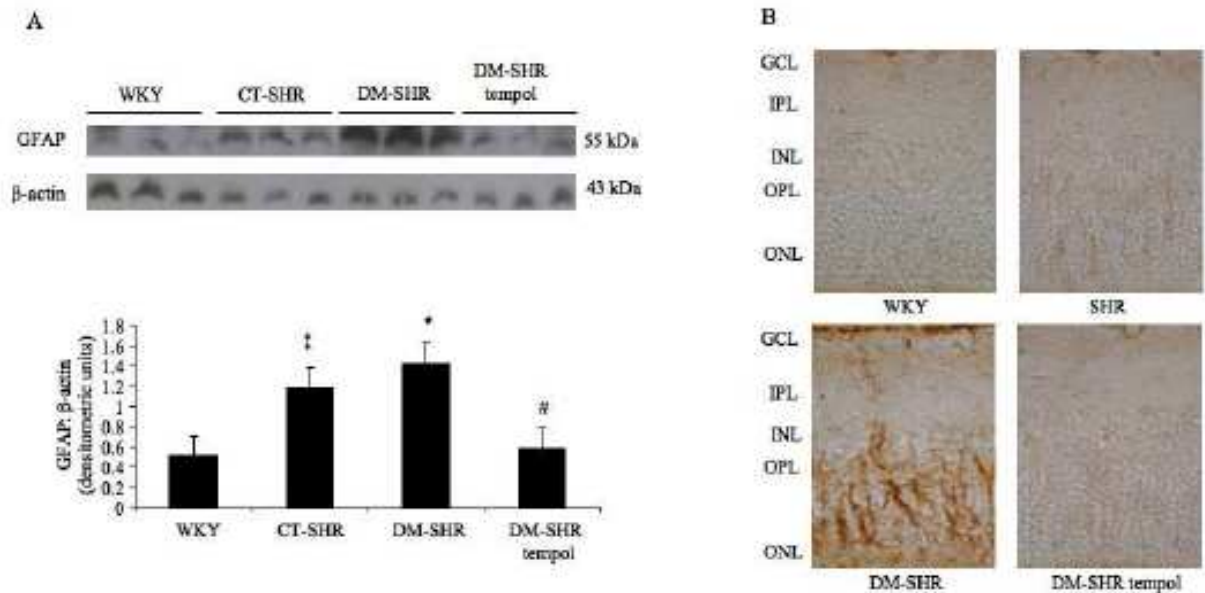 A
WKY
CT-SHR
DM-SHR
DM-SHR
tempol
GFAP
55 kDa
β-actin
43 kDa
GFAP: β-actin
(densitometric units)
1.8
1.6
1.4
1.2
1
0.8
0.6
0.4
0.2
0
‡
*
#
WKY
CT-SHR
DM-SHR
DM-SHR
tempol
B
GCL
IPL
INL
OPL
ONL
WKY
SHR
GCL
IPL
INL
OPL
ONL
DM-SHR
DM-SHR tempol